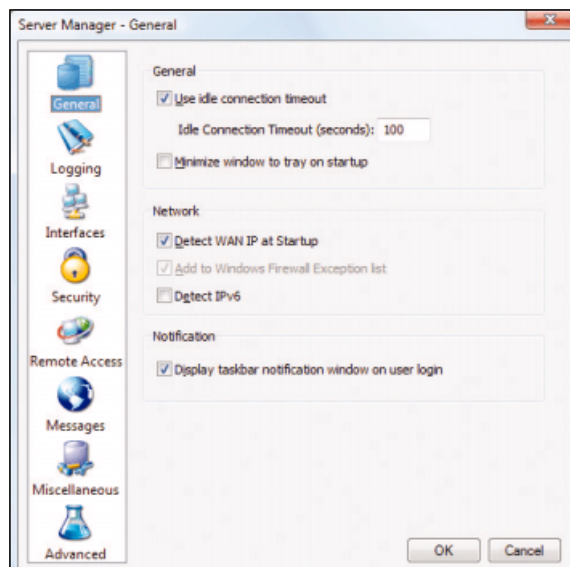 Server Manager - General
General
Logging
Interfaces
Security
Remote Access
Messages
Miscellaneous
Advanced
General
Use idle connection timeout
Idle Connection Timeout (seconds): 100
Minimize window to tray on startup
Network
Detect WAN IP at Startup
Add to Windows Firewall Exception list
Detect IPv6
Notification
Display taskbar notification window on user login
OK
Cancel